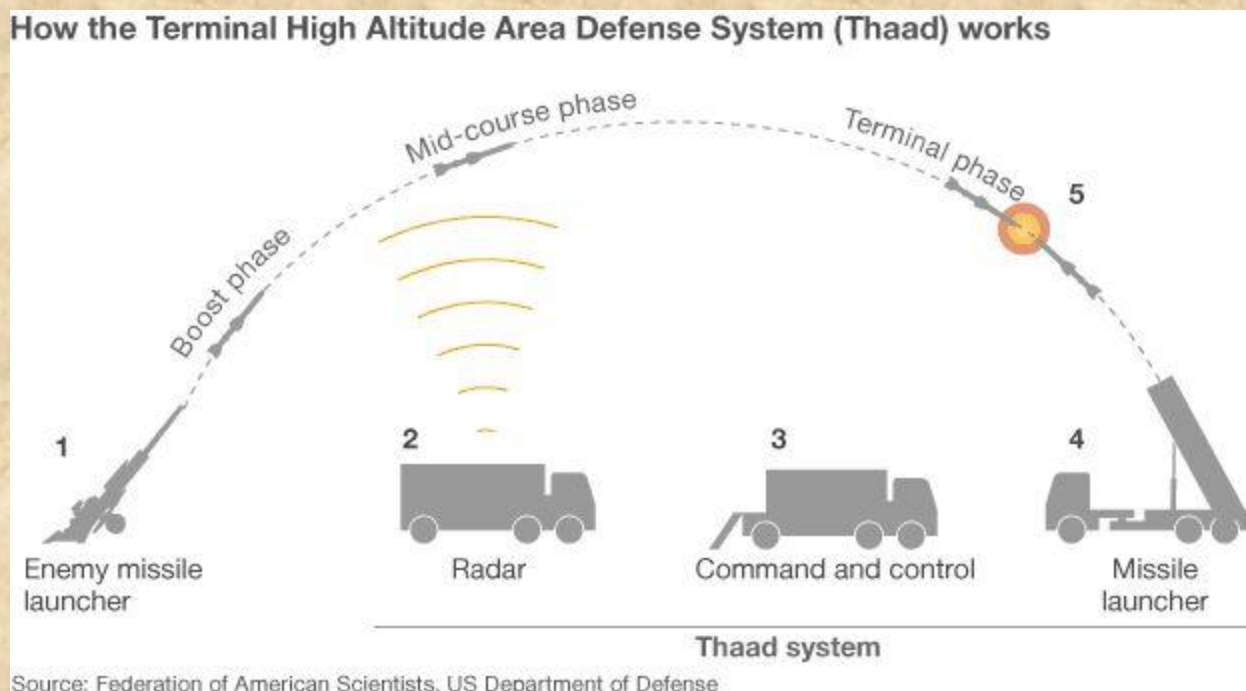 How the Terminal High Altitude Area Defense System (Thaad) works
Mid-course phase
Terminal phase
Boost phase
5
1
2
3
4
Enemy missile
launcher
Radar
Command and control
Missile
launcher
Thaad system
Source: Federation of American Scientists, US Department of Defense